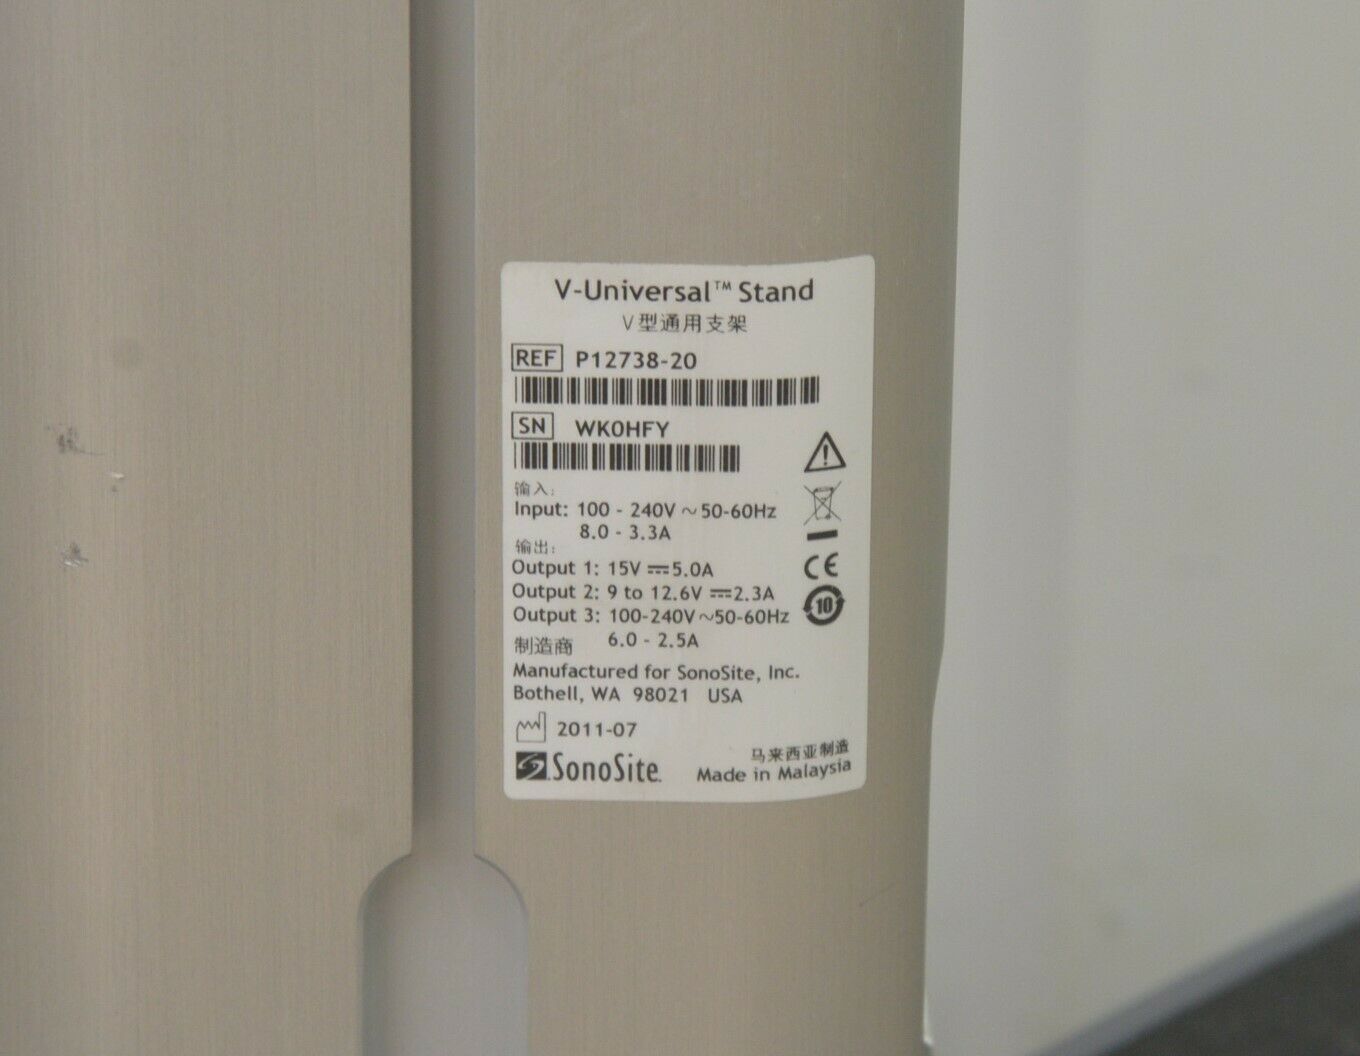 V-Universal™ Stand
V型通用支架
REF P12738-20
SN WK0HFY
输入:
Input: 100 - 240V ~ 50-60Hz
8.0 - 3.3A
输出:
Output 1: 15V ⎓ 5.0A
Output 2: 9 to 12.6V ⎓ 2.3A
Output 3: 100-240V~50-60Hz
6.0 - 2.5A
制造商
Manufactured for SonoSite, Inc.
Bothell, WA 98021 USA
2011-07
CE
10
马来西亚制造
SonoSite. Made in Malaysia